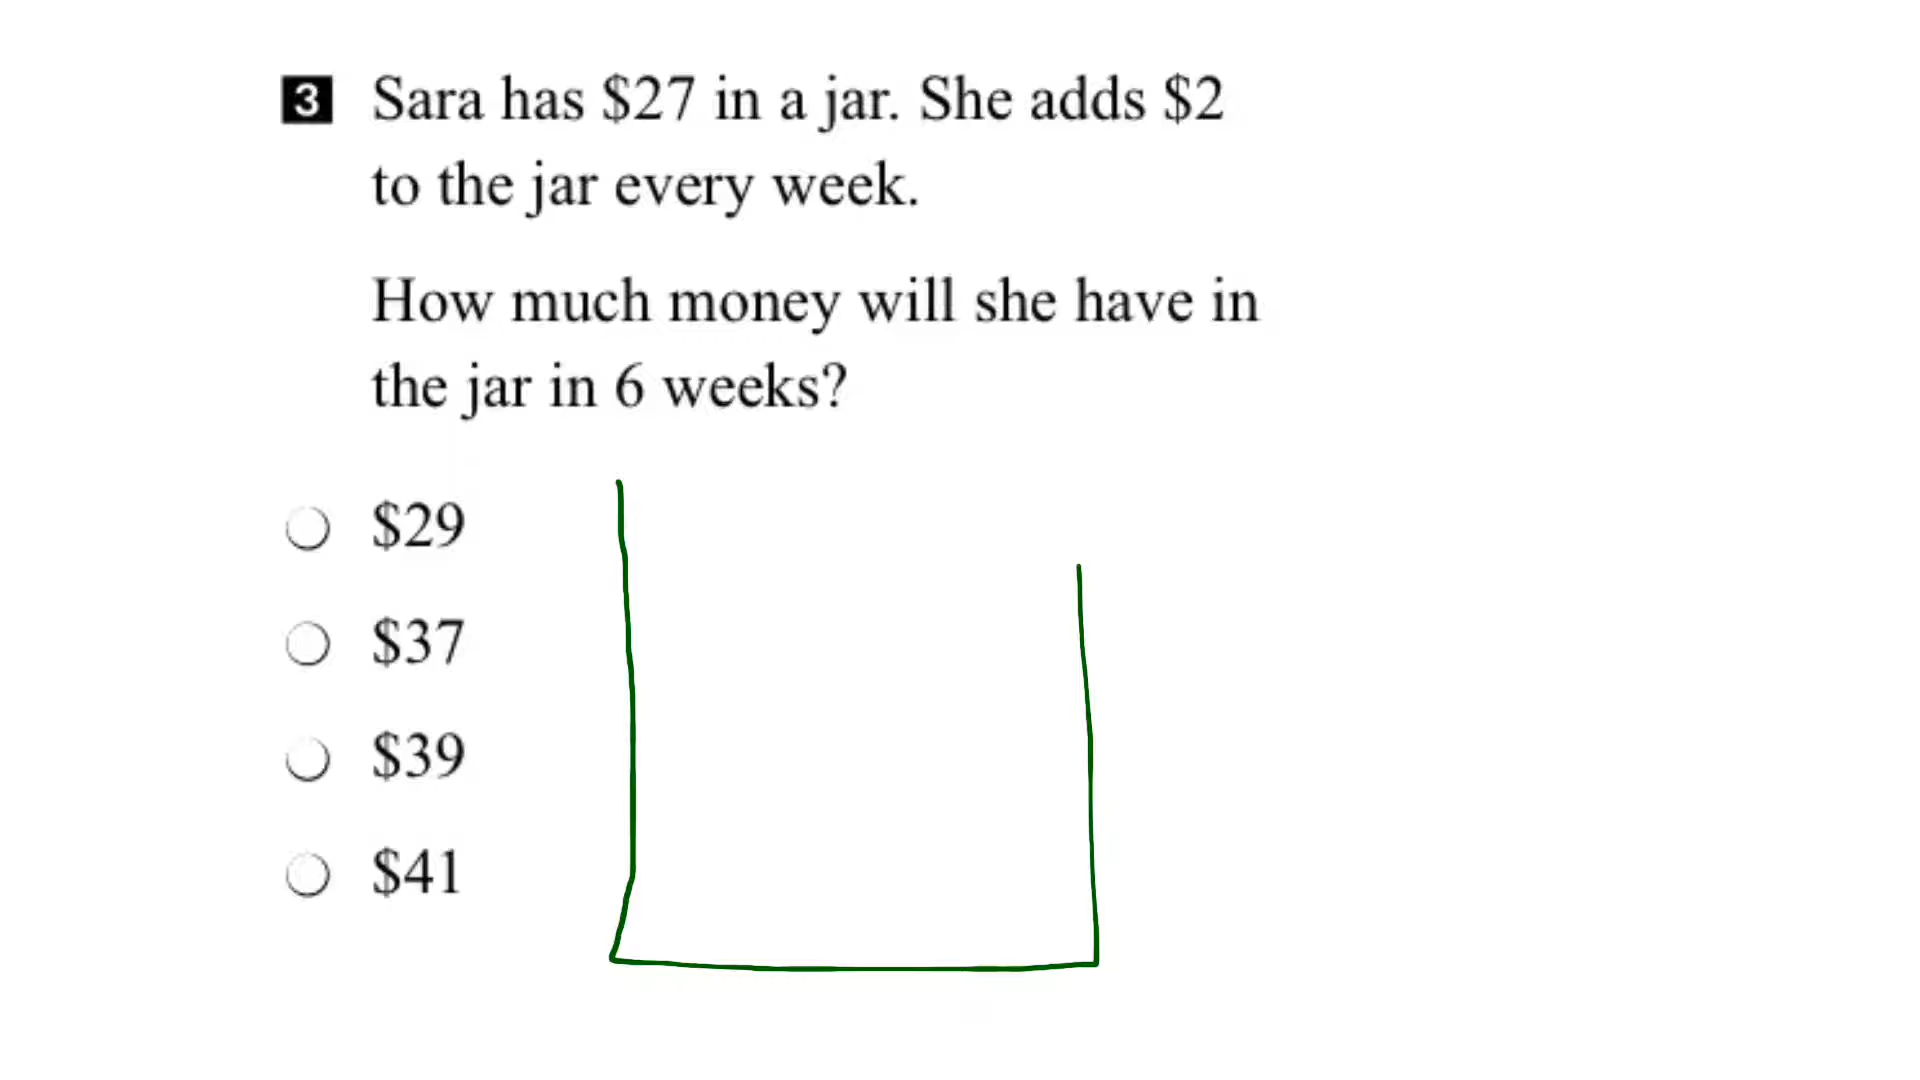 3 Sara has $27 in a jar. She adds $2
to the jar every week.
How much money will she have in
the jar in 6 weeks?
$29
$37
$39
$41